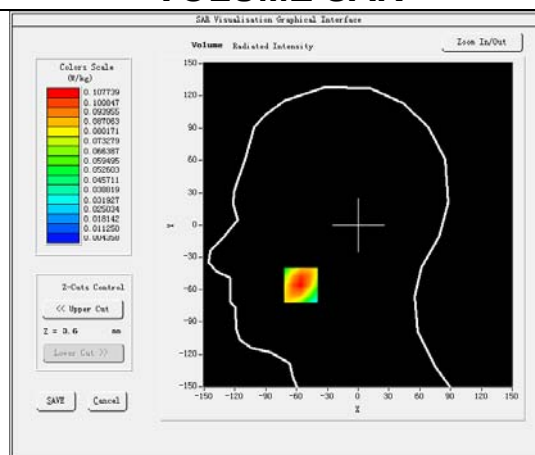 VOLUME SAR
SAR Visualisation Graphical Interface
Volume Radiated Intensity
Zoom In/Out
Colors Scale
(W/kg)
0.107739
0.100847
0.093955
0.087063
0.080171
0.073279
0.066387
0.059495
0.052603
0.045711
0.038819
0.031927
0.025034
0.018142
0.011250
0.004358
Z-Cuts Control
<< Upper Cut
Z = 3.6 mm
Lower Cut >>
SAVE Cancel
150
120
90
60
30
0
-30
-60
-90
-120
-150
Y
-150 -120 -90 -60 -30 0 30 60 90 120 150
X